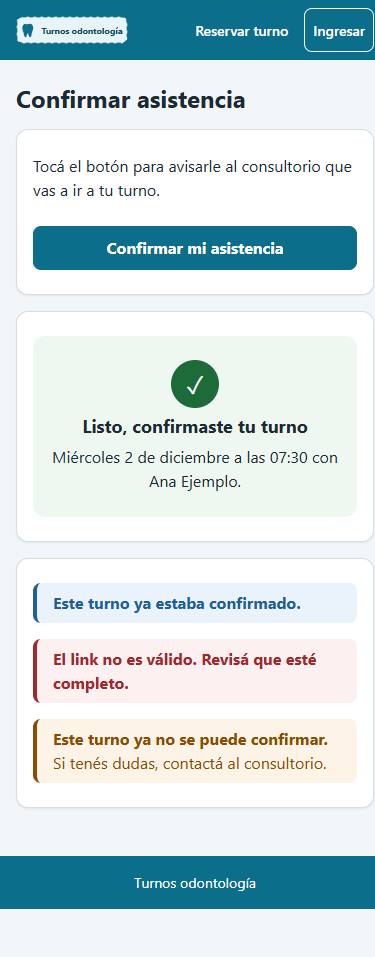 Turnos odontología
Reservar turno
Ingresar
Confirmar asistencia
Tocá el botón para avisarle al consultorio que
vas a ir a tu turno.
Confirmar mi asistencia
Listo, confirmaste tu turno
Miércoles 2 de diciembre a las 07:30 con
Ana Ejemplo.
Este turno ya estaba confirmado.
El link no es válido. Revisá que esté
completo.
Este turno ya no se puede confirmar.
Si tenés dudas, contactá al consultorio.
Turnos odontología